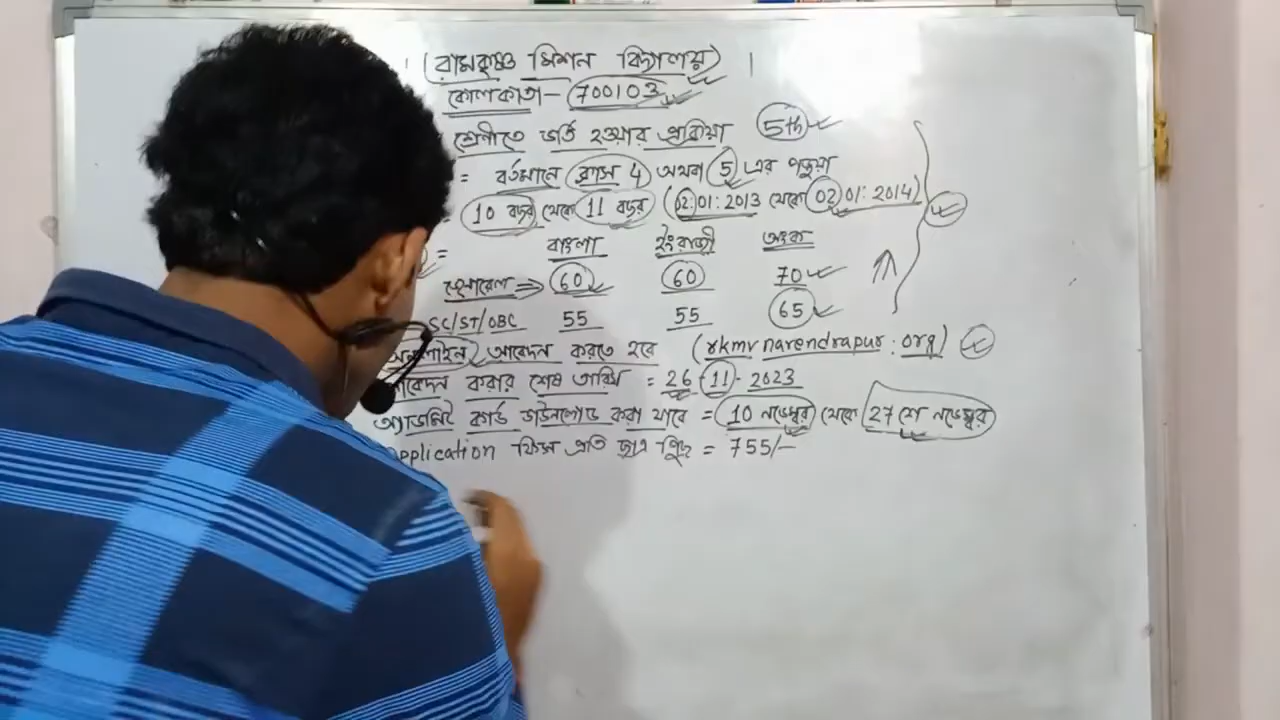 (রামকৃষ্ণ মিশন বিদ্যালয়)
কোলকাতা - 700103
শ্রেণীতে ভর্তি হওয়ার প্রক্রিয়া 5th
= বর্তমানে ক্লাস 4 অথবা 5 এর পড়ুয়া
10 বছর থেকে 11 বছর (02:01:2013 থেকে 02:01:2014)
= বাংলা ইংরাজী অংক
⇒ 60 60 70
SC/ST/OBC 55 55 65
অনলাইন আবেদন করতে হবে (rkmv narendrapur.org)
আবেদন করার শেষ তারিখ = 26 - 11 - 2023
অ্যাডমিট কার্ড ডাউনলোড করা যাবে = 10 নভেম্বর থেকে 27 শে নভেম্বর
Application ফিস প্রতি ছাত্র পিছু = 755/-